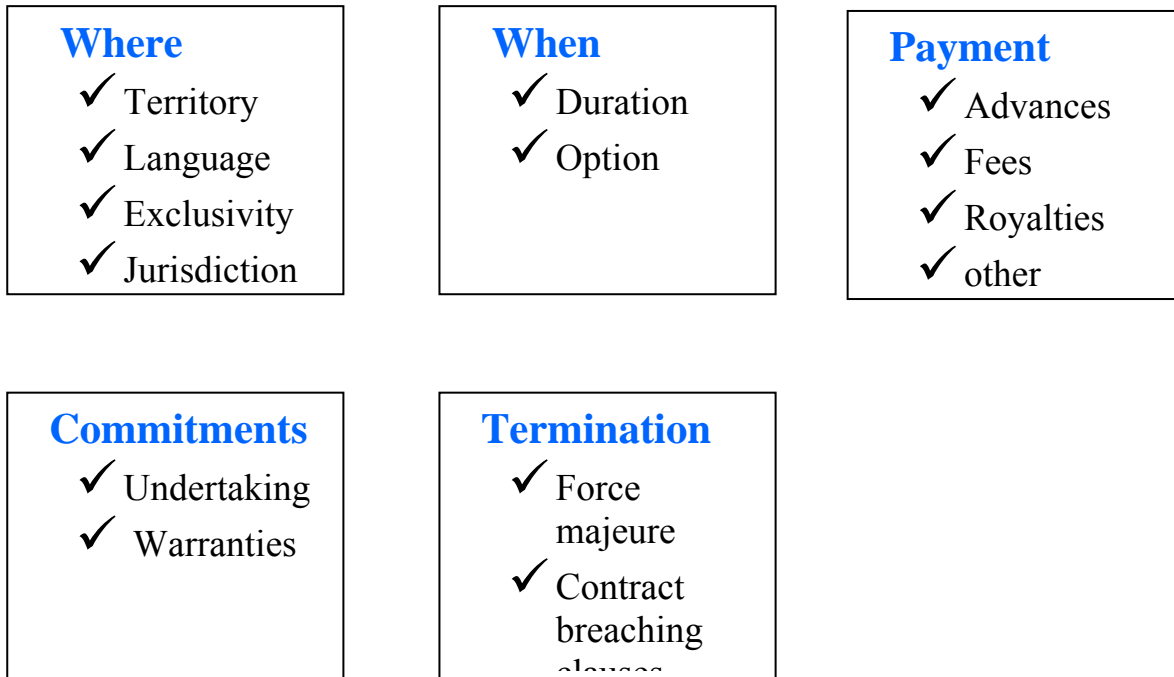 Where
✓ Territory
✓ Language
✓ Exclusivity
✓ Jurisdiction
When
✓ Duration
✓ Option
Payment
✓ Advances
✓ Fees
✓ Royalties
✓ other
Commitments
✓ Undertaking
✓ Warranties
Termination
✓ Force
majeure
✓ Contract
breaching
clauses